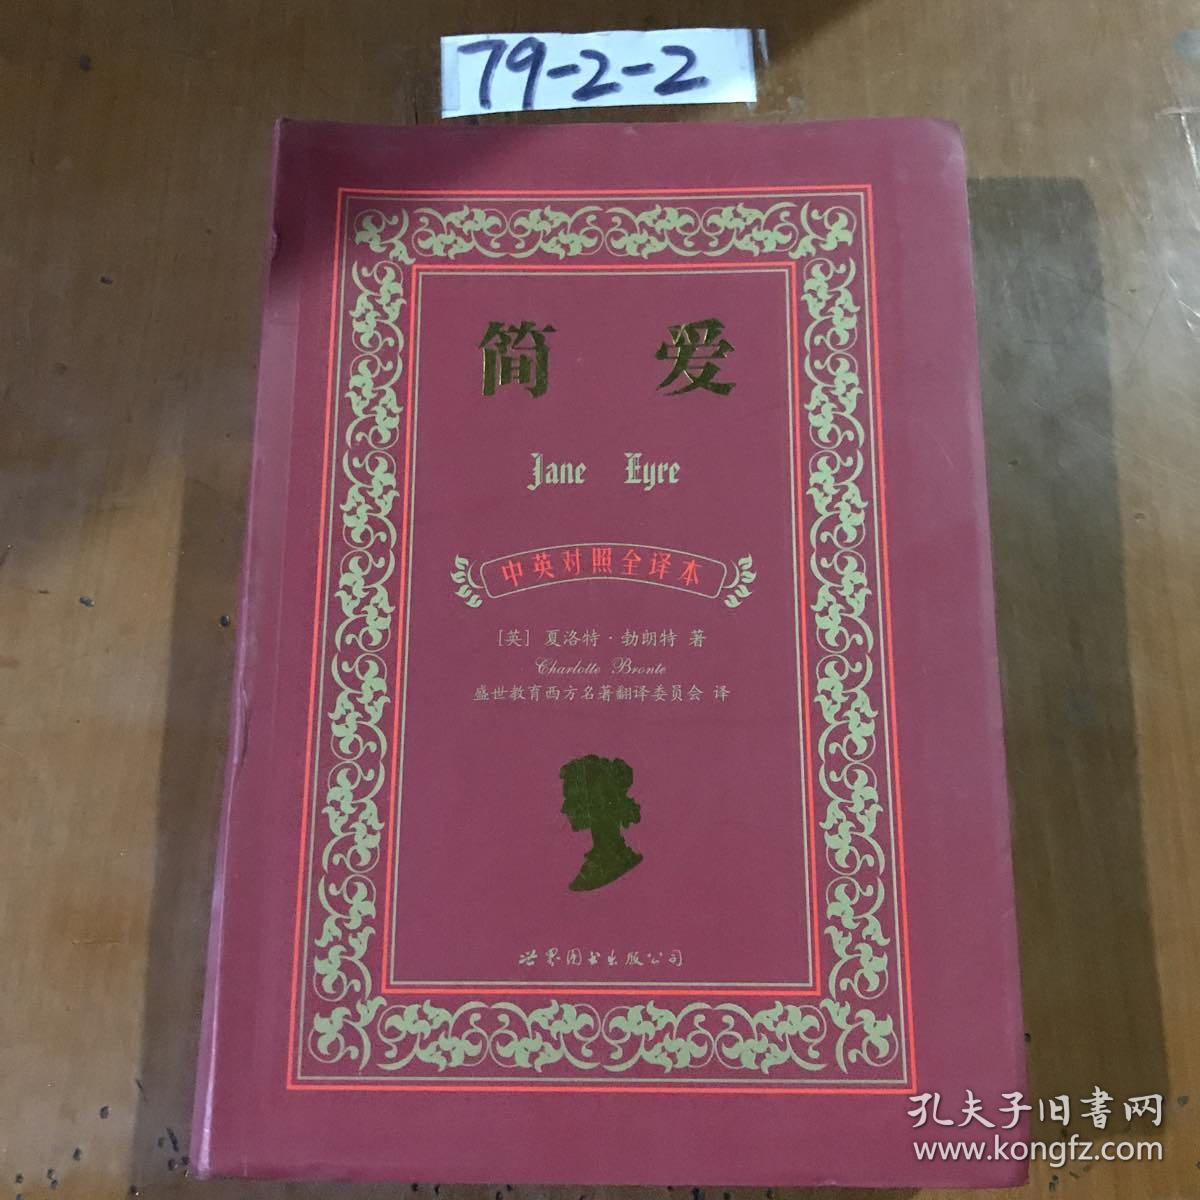 79-2-2
简 爱
Jane Eyre
中英对照全译本
[英] 夏洛特·勃朗特 著
Charlotte Bronte
盛世教育西方名著翻译委员会 译
世界图书出版公司
孔夫子旧書网
www.kongfz.com